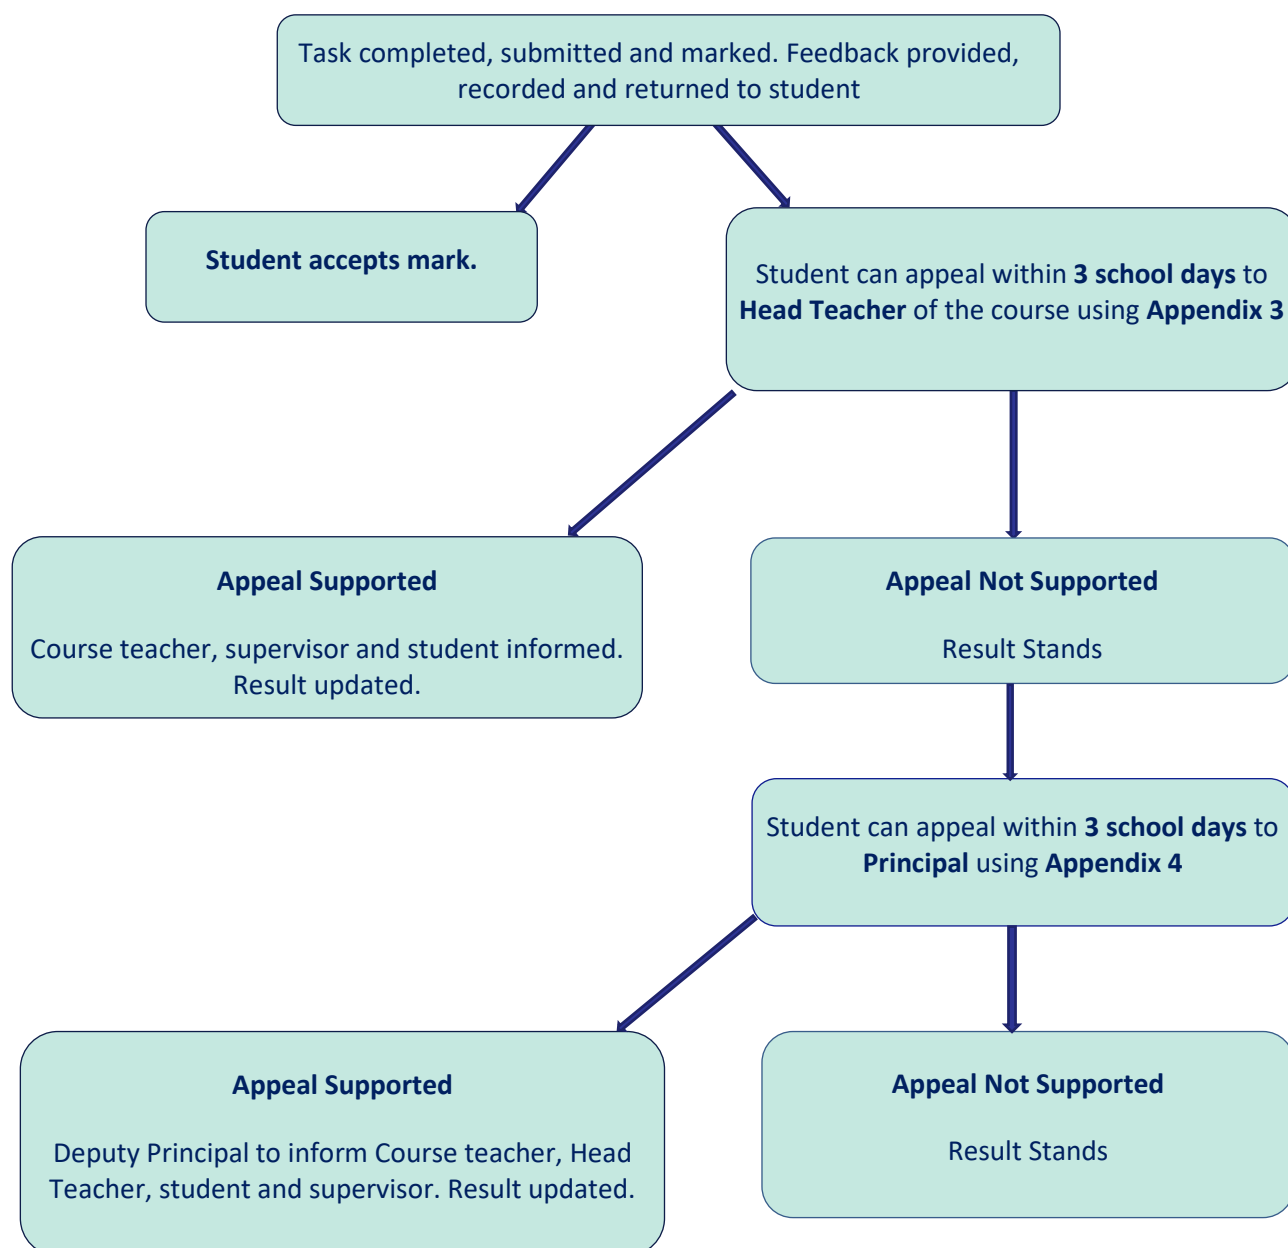 Task completed, submitted and marked. Feedback provided,
recorded and returned to student
Student accepts mark.
Student can appeal within 3 school days to
Head Teacher of the course using Appendix 3
Appeal Supported
Course teacher, supervisor and student informed.
Result updated.
Appeal Not Supported
Result Stands
Student can appeal within 3 school days to
Principal using Appendix 4
Appeal Supported
Deputy Principal to inform Course teacher, Head
Teacher, student and supervisor. Result updated.
Appeal Not Supported
Result Stands